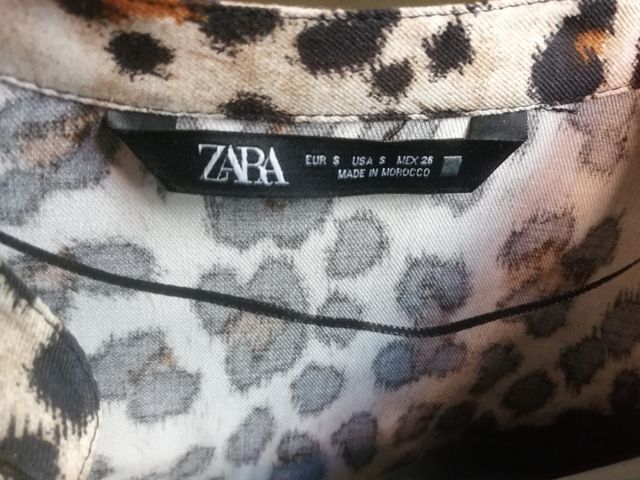 ZARA
EUR S USA S MEX 26
MADE IN MOROCCO